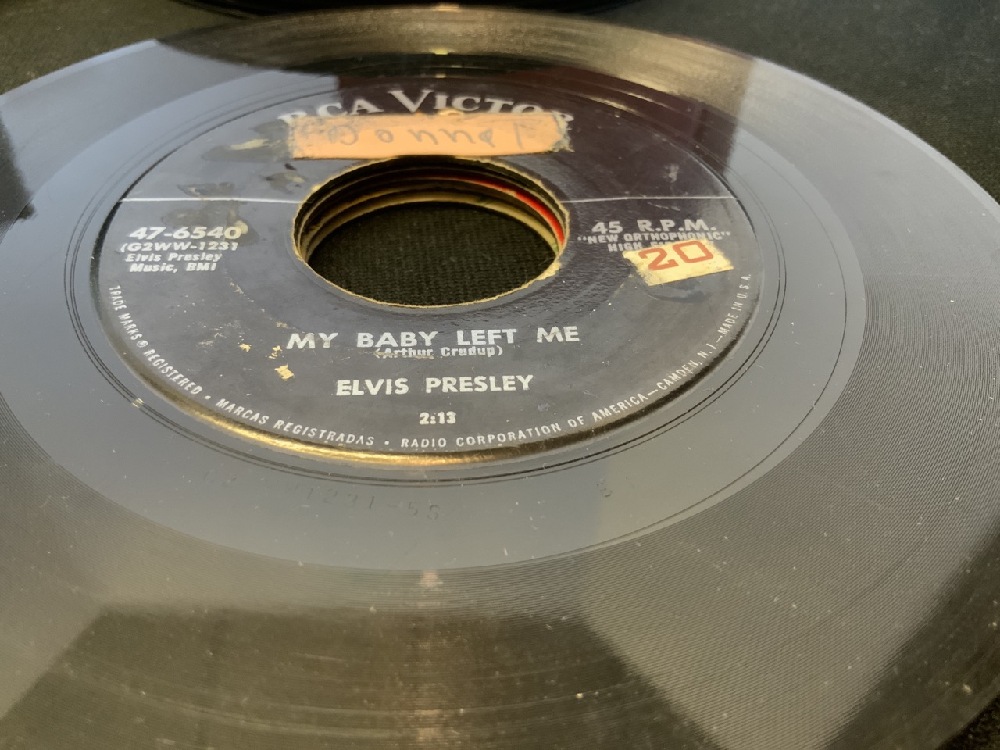 RCA VICTOR
47-6540
(G2WW-1231
Elvis Presley
Music, BMI
45 R.P.M.
"NEW ORTHOPHONIC"
HIGH
20
MY BABY LEFT ME
(Arthur Crudup)
ELVIS PRESLEY
2:13
TRADE MARKS ® REGISTERED • MARCAS REGISTRADAS • RADIO CORPORATION OF AMERICA—CAMDEN, N. J.—MADE IN U.S.A.